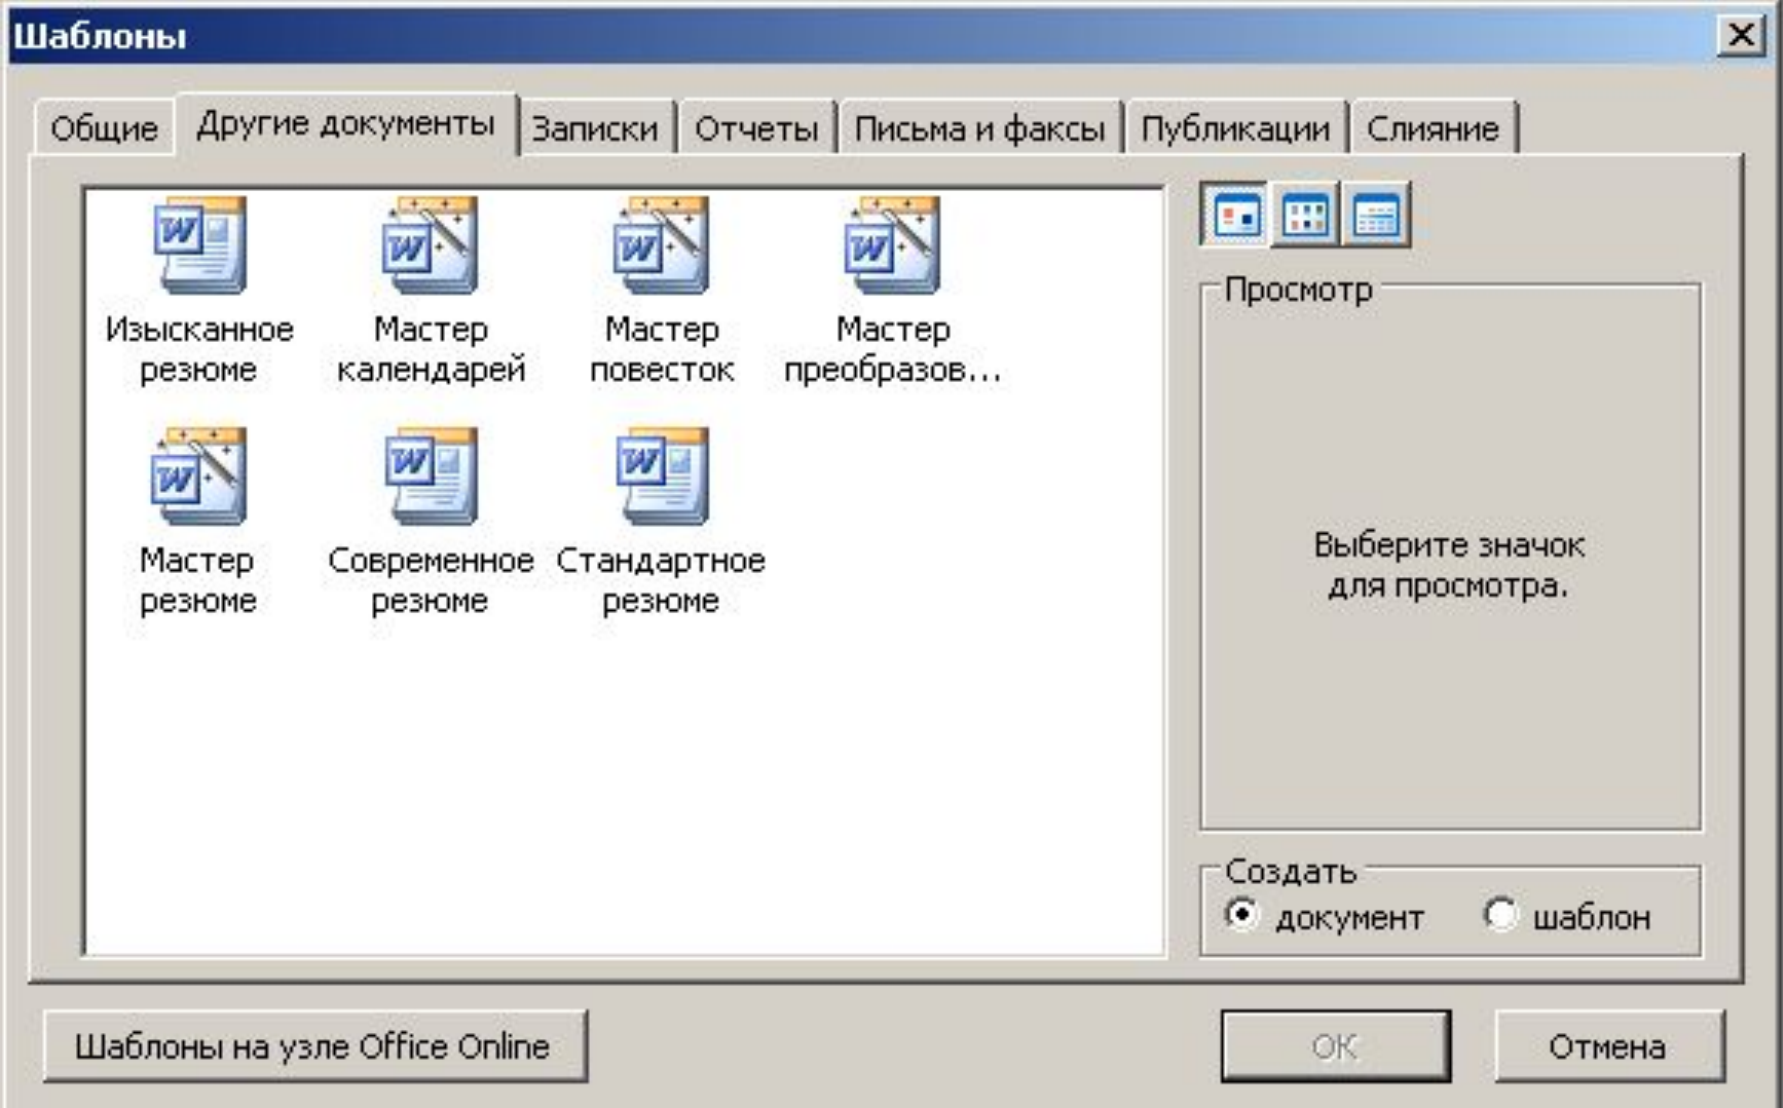 Шаблоны
Общие
Другие документы
Записки
Отчеты
Письма и факсы
Публикации
Слияние
Изысканное
резюме
Мастер
календарей
Мастер
повесток
Мастер
преобразов...
Мастер
резюме
Современное
резюме
Стандартное
резюме
Просмотр
Выберите значок
для просмотра.
Создать
документ
шаблон
Шаблоны на узле Office Online
ОК
Отмена